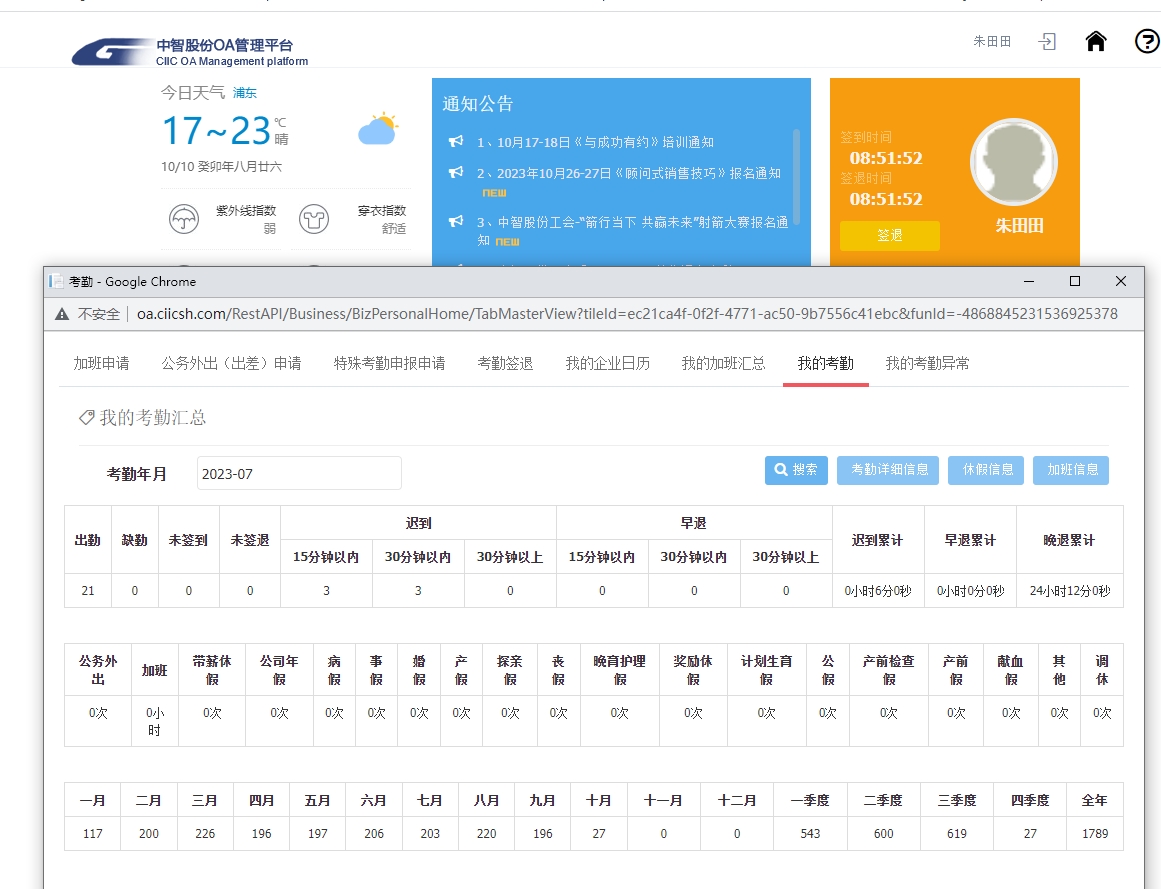 中智股份OA管理平台
CIIC OA Management platform
朱田田
今日天气 浦东
17~23 ℃
晴
10/10 癸卯年八月廿六
紫外线指数
弱
穿衣指数
舒适
通知公告
1、10月17-18日《与成功有约》培训通知
2、2023年10月26-27日《顾问式销售技巧》报名通知
NEW
3、中智股份工会-“箭行当下 共赢未来”射箭大赛报名通
知 NEW
签到时间
08:51:52
签退时间
08:51:52
签退
朱田田
考勤 - Google Chrome
不安全 | oa.ciicsh.com/RestAPI/Business/BizPersonalHome/TabMasterView?tileId=ec21ca4f-0f2f-4771-ac50-9b7556c41ebc&funId=-4868845231536925378
加班申请 公务外出（出差）申请 特殊考勤申报申请 考勤签退 我的企业日历 我的加班汇总 我的考勤 我的考勤异常
我的考勤汇总
考勤年月 2023-07 搜索 考勤详细信息 休假信息 加班信息
出勤 缺勤 未签到 未签退 迟到 早退 迟到累计 早退累计 晚退累计
15分钟以内 30分钟以内 30分钟以上 15分钟以内 30分钟以内 30分钟以上
21 0 0 0 3 3 0 0 0 0 0小时6分0秒 0小时0分0秒 24小时12分0秒
公务外出 加班 带薪休假 公司年假 病假 事假 婚假 产假 探亲假 丧假 晚育护理假 奖励休假 计划生育假 公假 产前检查假 产前假 献血假 其他 调休
0次 0小时 0次 0次 0次 0次 0次 0次 0次 0次 0次 0次 0次 0次 0次 0次 0次 0次 0次
一月 二月 三月 四月 五月 六月 七月 八月 九月 十月 十一月 十二月 一季度 二季度 三季度 四季度 全年
117 200 226 196 197 206 203 220 196 27 0 0 543 600 619 27 1789